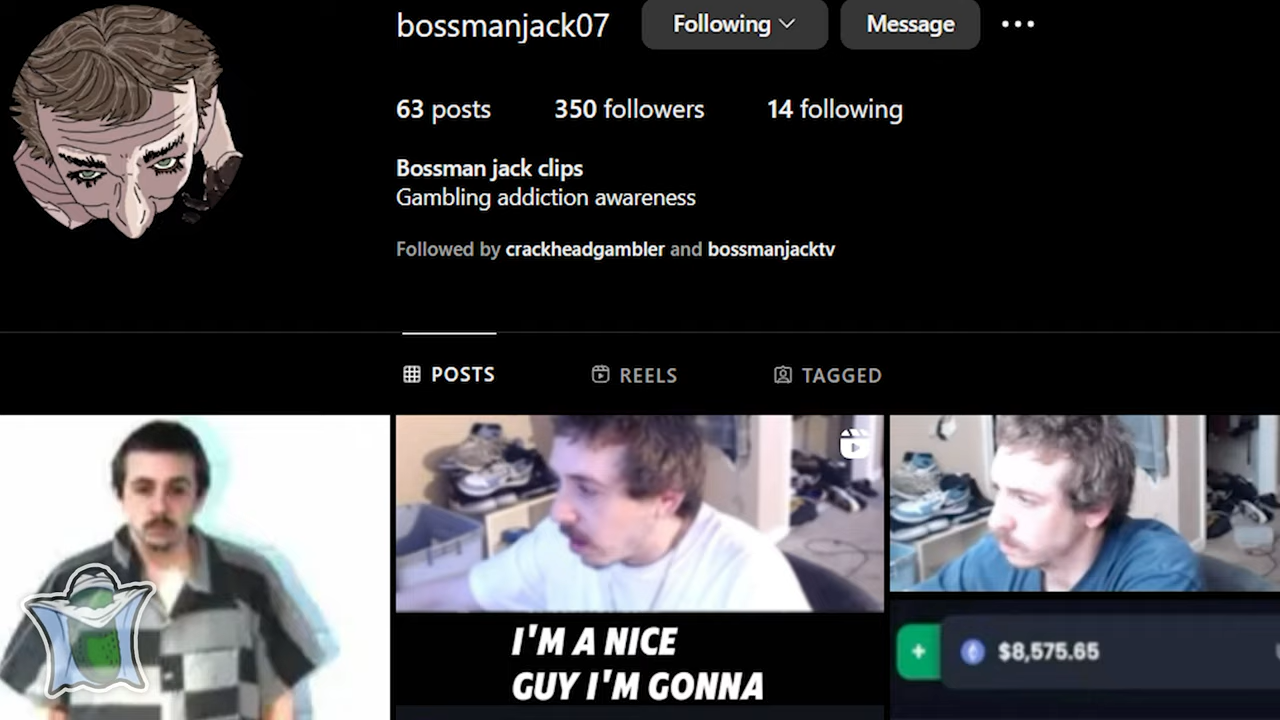 bossmanjack07 Following Message
63 posts 350 followers 14 following
Bossman jack clips
Gambling addiction awareness
Followed by crackheadgambler and bossmanjacktv
POSTS REELS TAGGED
I'M A NICE
GUY I'M GONNA
$8,575.65